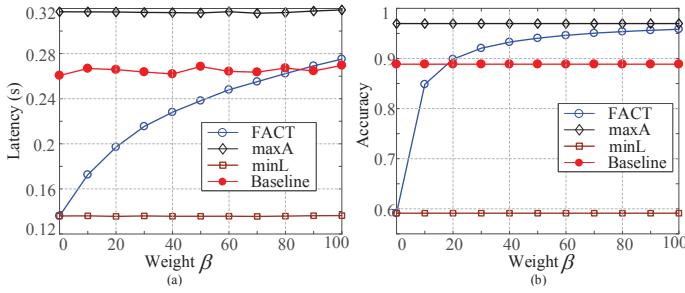 0.32
0.28
0.24
0.2
0.16
0.12
Latency (s)
FACT
maxA
minL
Baseline
0 20 40 60 80 100
Weight β
(a)
1
0.9
0.8
0.7
0.6
Accuracy
FACT
maxA
minL
Baseline
0 20 40 60 80 100
Weight β
(b)